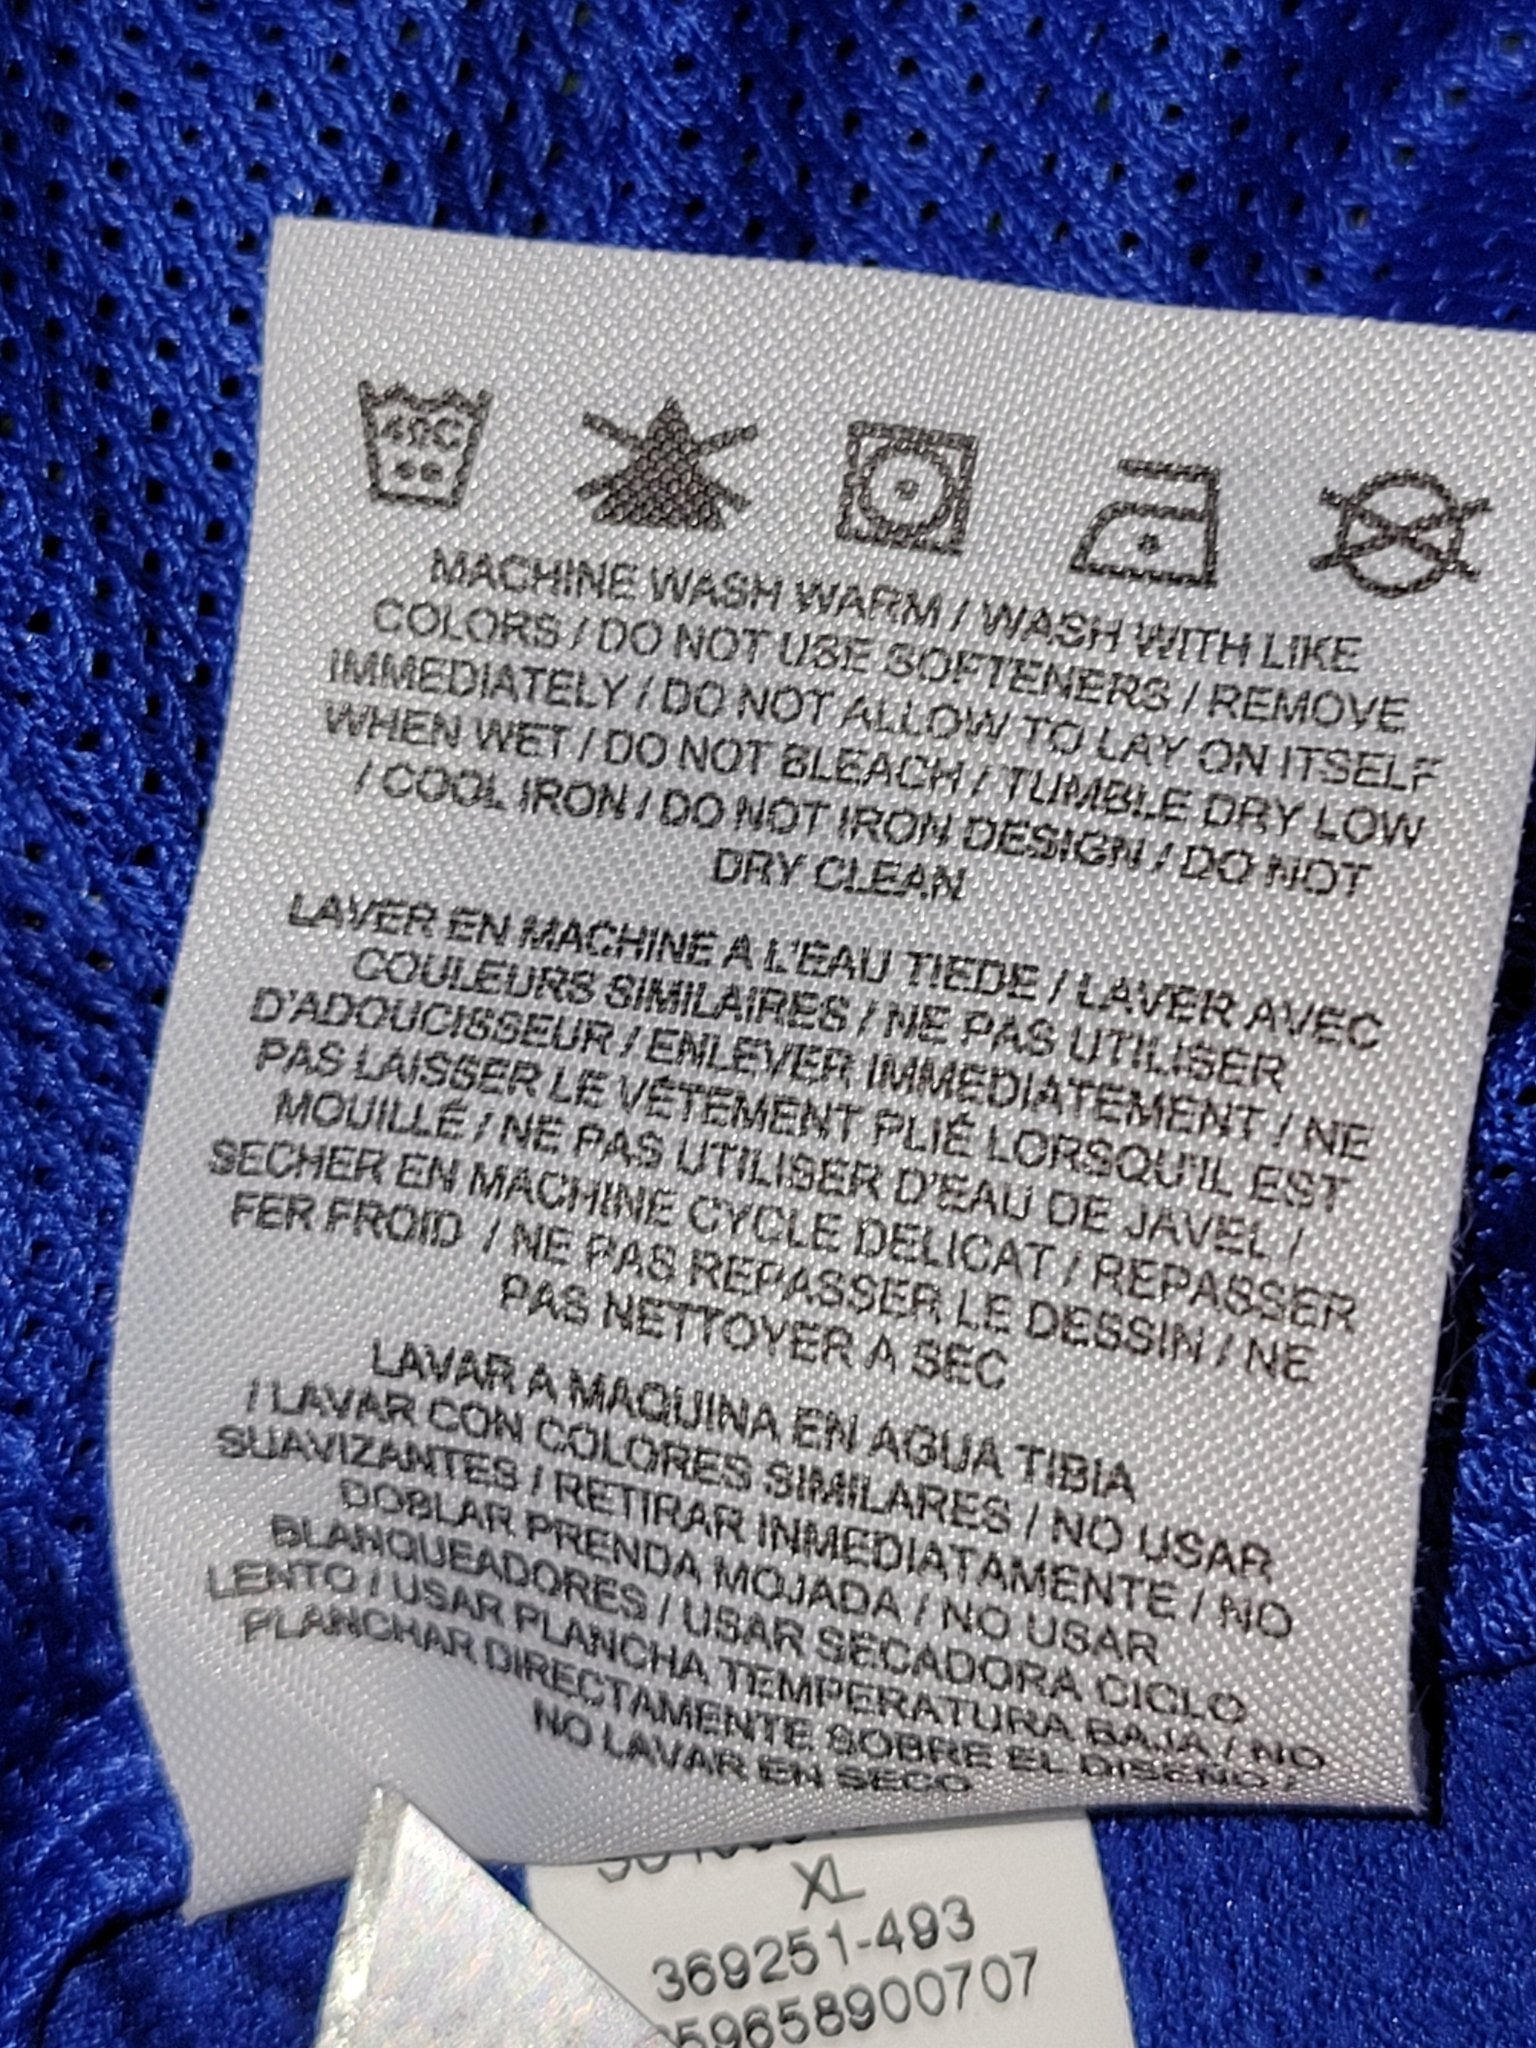 40C
MACHINE WASH WARM / WASH WITH LIKE
COLORS / DO NOT USE SOFTENERS / REMOVE
IMMEDIATELY / DO NOT ALLOW TO LAY ON ITSELF
WHEN WET / DO NOT BLEACH / TUMBLE DRY LOW
/ COOL IRON / DO NOT IRON DESIGN / DO NOT
DRY CLEAN
LAVER EN MACHINE A L'EAU TIEDE / LAVER AVEC
COULEURS SIMILAIRES / NE PAS UTILISER
D'ADOUCISSEUR / ENLEVER IMMEDIATEMENT / NE
PAS LAISSER LE VÉTEMENT PLIÉ LORSQU'IL EST
MOUILLÉ / NE PAS UTILISER D'EAU DE JAVEL /
SECHER EN MACHINE CYCLE DELICAT / REPASSER
FER FROID / NE PAS REPASSER LE DESSIN / NE
PAS NETTOYER A SEC
LAVAR A MAQUINA EN AGUA TIBIA
/ LAVAR CON COLORES SIMILARES / NO USAR
SUAVIZANTES / RETIRAR INMEDIATAMENTE / NO
DOBLAR PRENDA MOJADA / NO USAR
BLANQUEADORES / USAR SECADORA CICLO
LENTO / USAR PLANCHA TEMPERATURA BAJA / NO
PLANCHAR DIRECTAMENTE SOBRE EL DISENO /
NO LAVAR EN SECO
XL
369251-493
59658900707